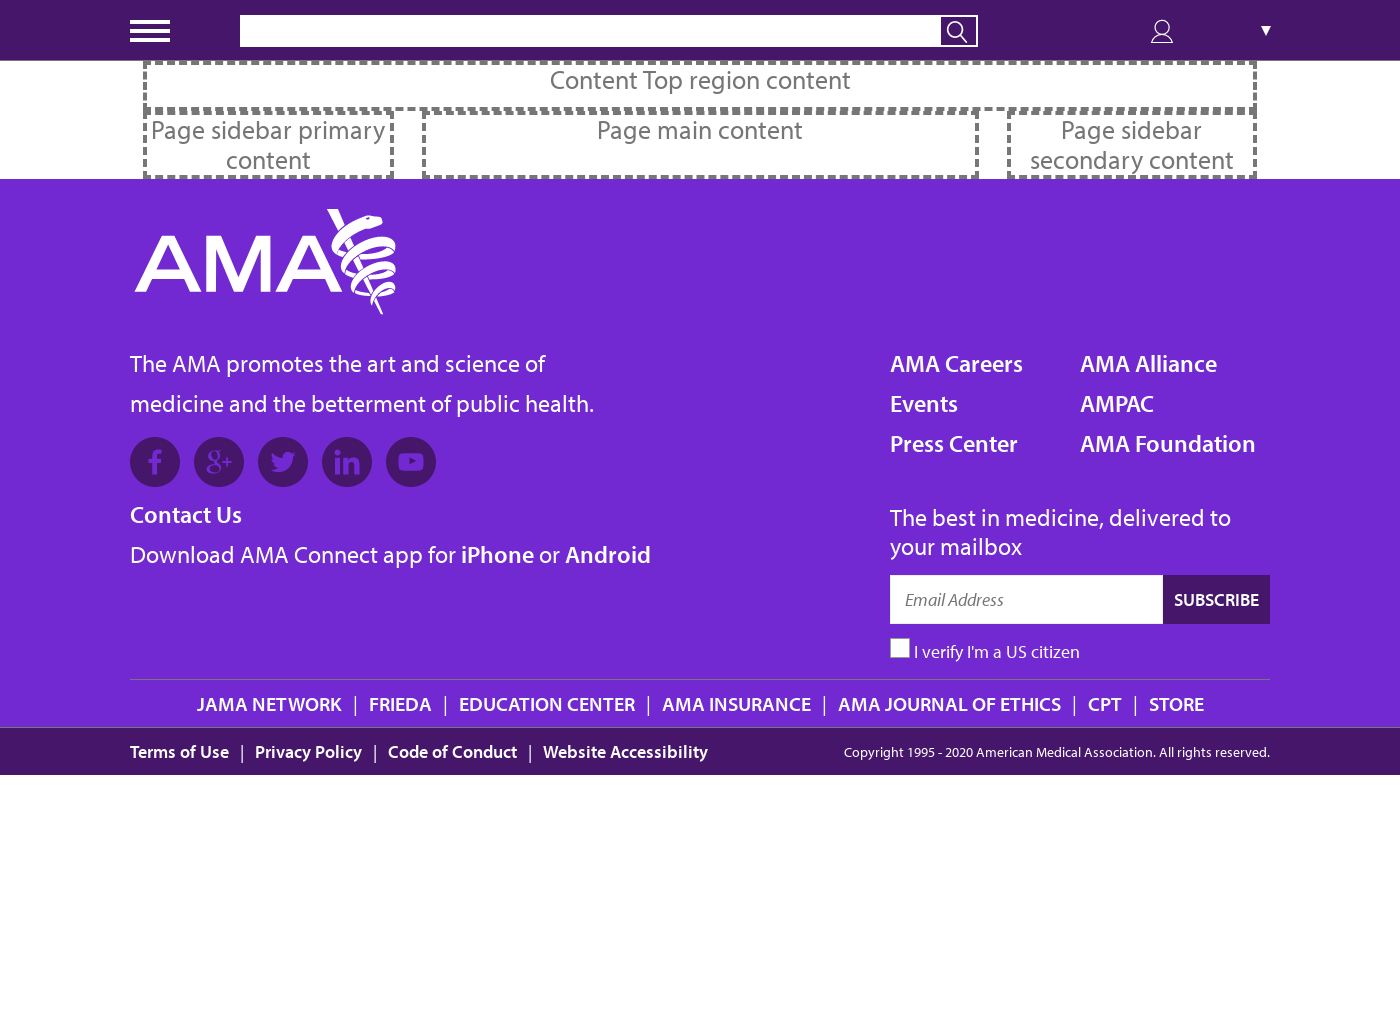 Content Top region content
Page sidebar primary
content
Page main content
Page sidebar
secondary content
AMA
The AMA promotes the art and science of
medicine and the betterment of public health.
Contact Us
Download AMA Connect app for iPhone or Android
AMA Careers
Events
Press Center
AMA Alliance
AMPAC
AMA Foundation
The best in medicine, delivered to
your mailbox
Email Address
SUBSCRIBE
I verify I'm a US citizen
JAMA NETWORK | FRIEDA | EDUCATION CENTER | AMA INSURANCE | AMA JOURNAL OF ETHICS | CPT | STORE
Terms of Use | Privacy Policy | Code of Conduct | Website Accessibility
Copyright 1995 - 2020 American Medical Association. All rights reserved.